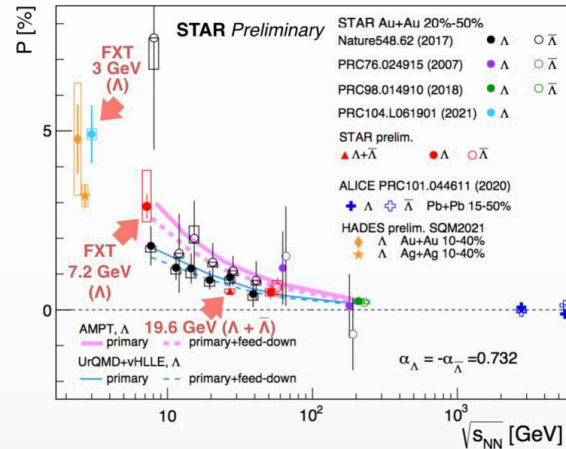 P [%]
STAR Preliminary
STAR Au+Au 20%-50%
Nature548.62 (2017) Λ Λ̅
PRC76.024915 (2007) Λ Λ̅
PRC98.014910 (2018) Λ Λ̅
PRC104.L061901 (2021) Λ
STAR prelim.
Λ+Λ̅ Λ Λ̅
ALICE PRC101.044611 (2020)
Λ Λ̅ Pb+Pb 15-50%
HADES prelim. SQM2021
Λ Au+Au 10-40%
Λ Ag+Ag 10-40%
FXT
3 GeV
(Λ)
5
FXT
7.2 GeV
(Λ)
0
19.6 GeV (Λ + Λ̅)
AMPT, Λ
primary primary+feed-down
UrQMD+vHLLE, Λ
primary primary+feed-down
α_Λ = -α_Λ̅ =0.732
10 10² 10³
√s_NN [GeV]